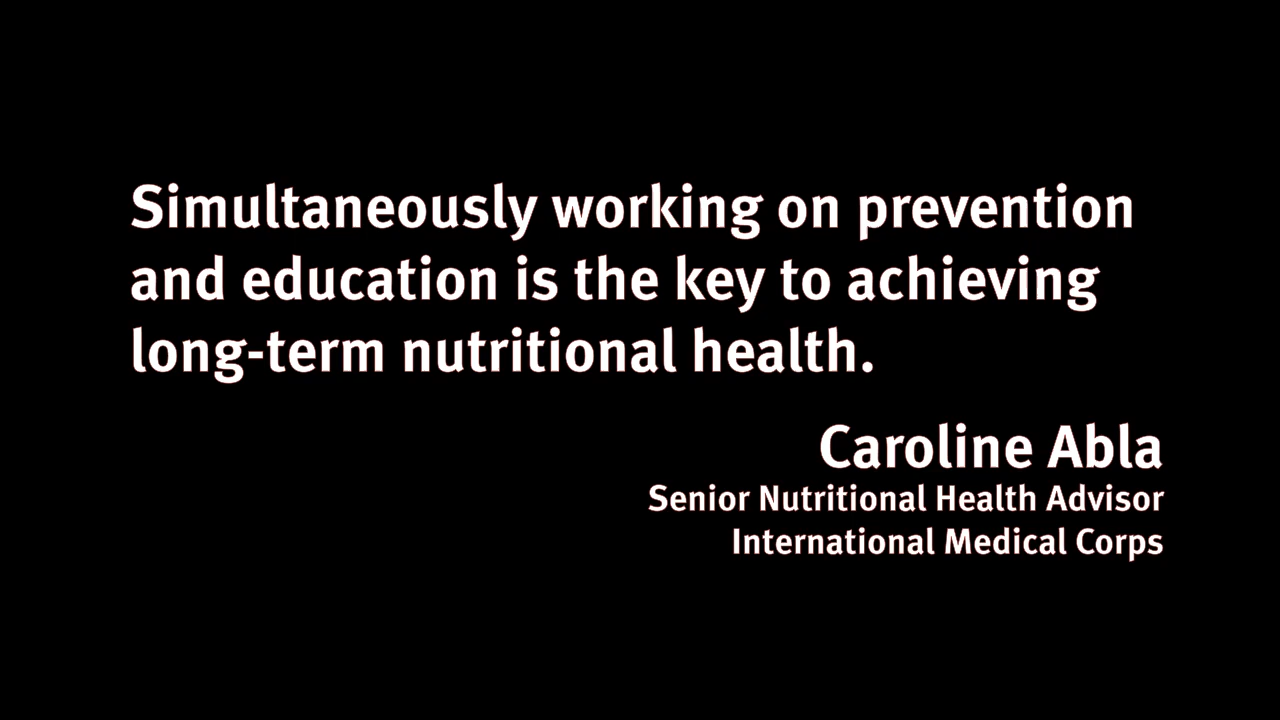 Simultaneously working on prevention
and education is the key to achieving
long-term nutritional health.
Caroline Abla
Senior Nutritional Health Advisor
International Medical Corps